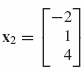 x₂ = [ −2
1
4 ]